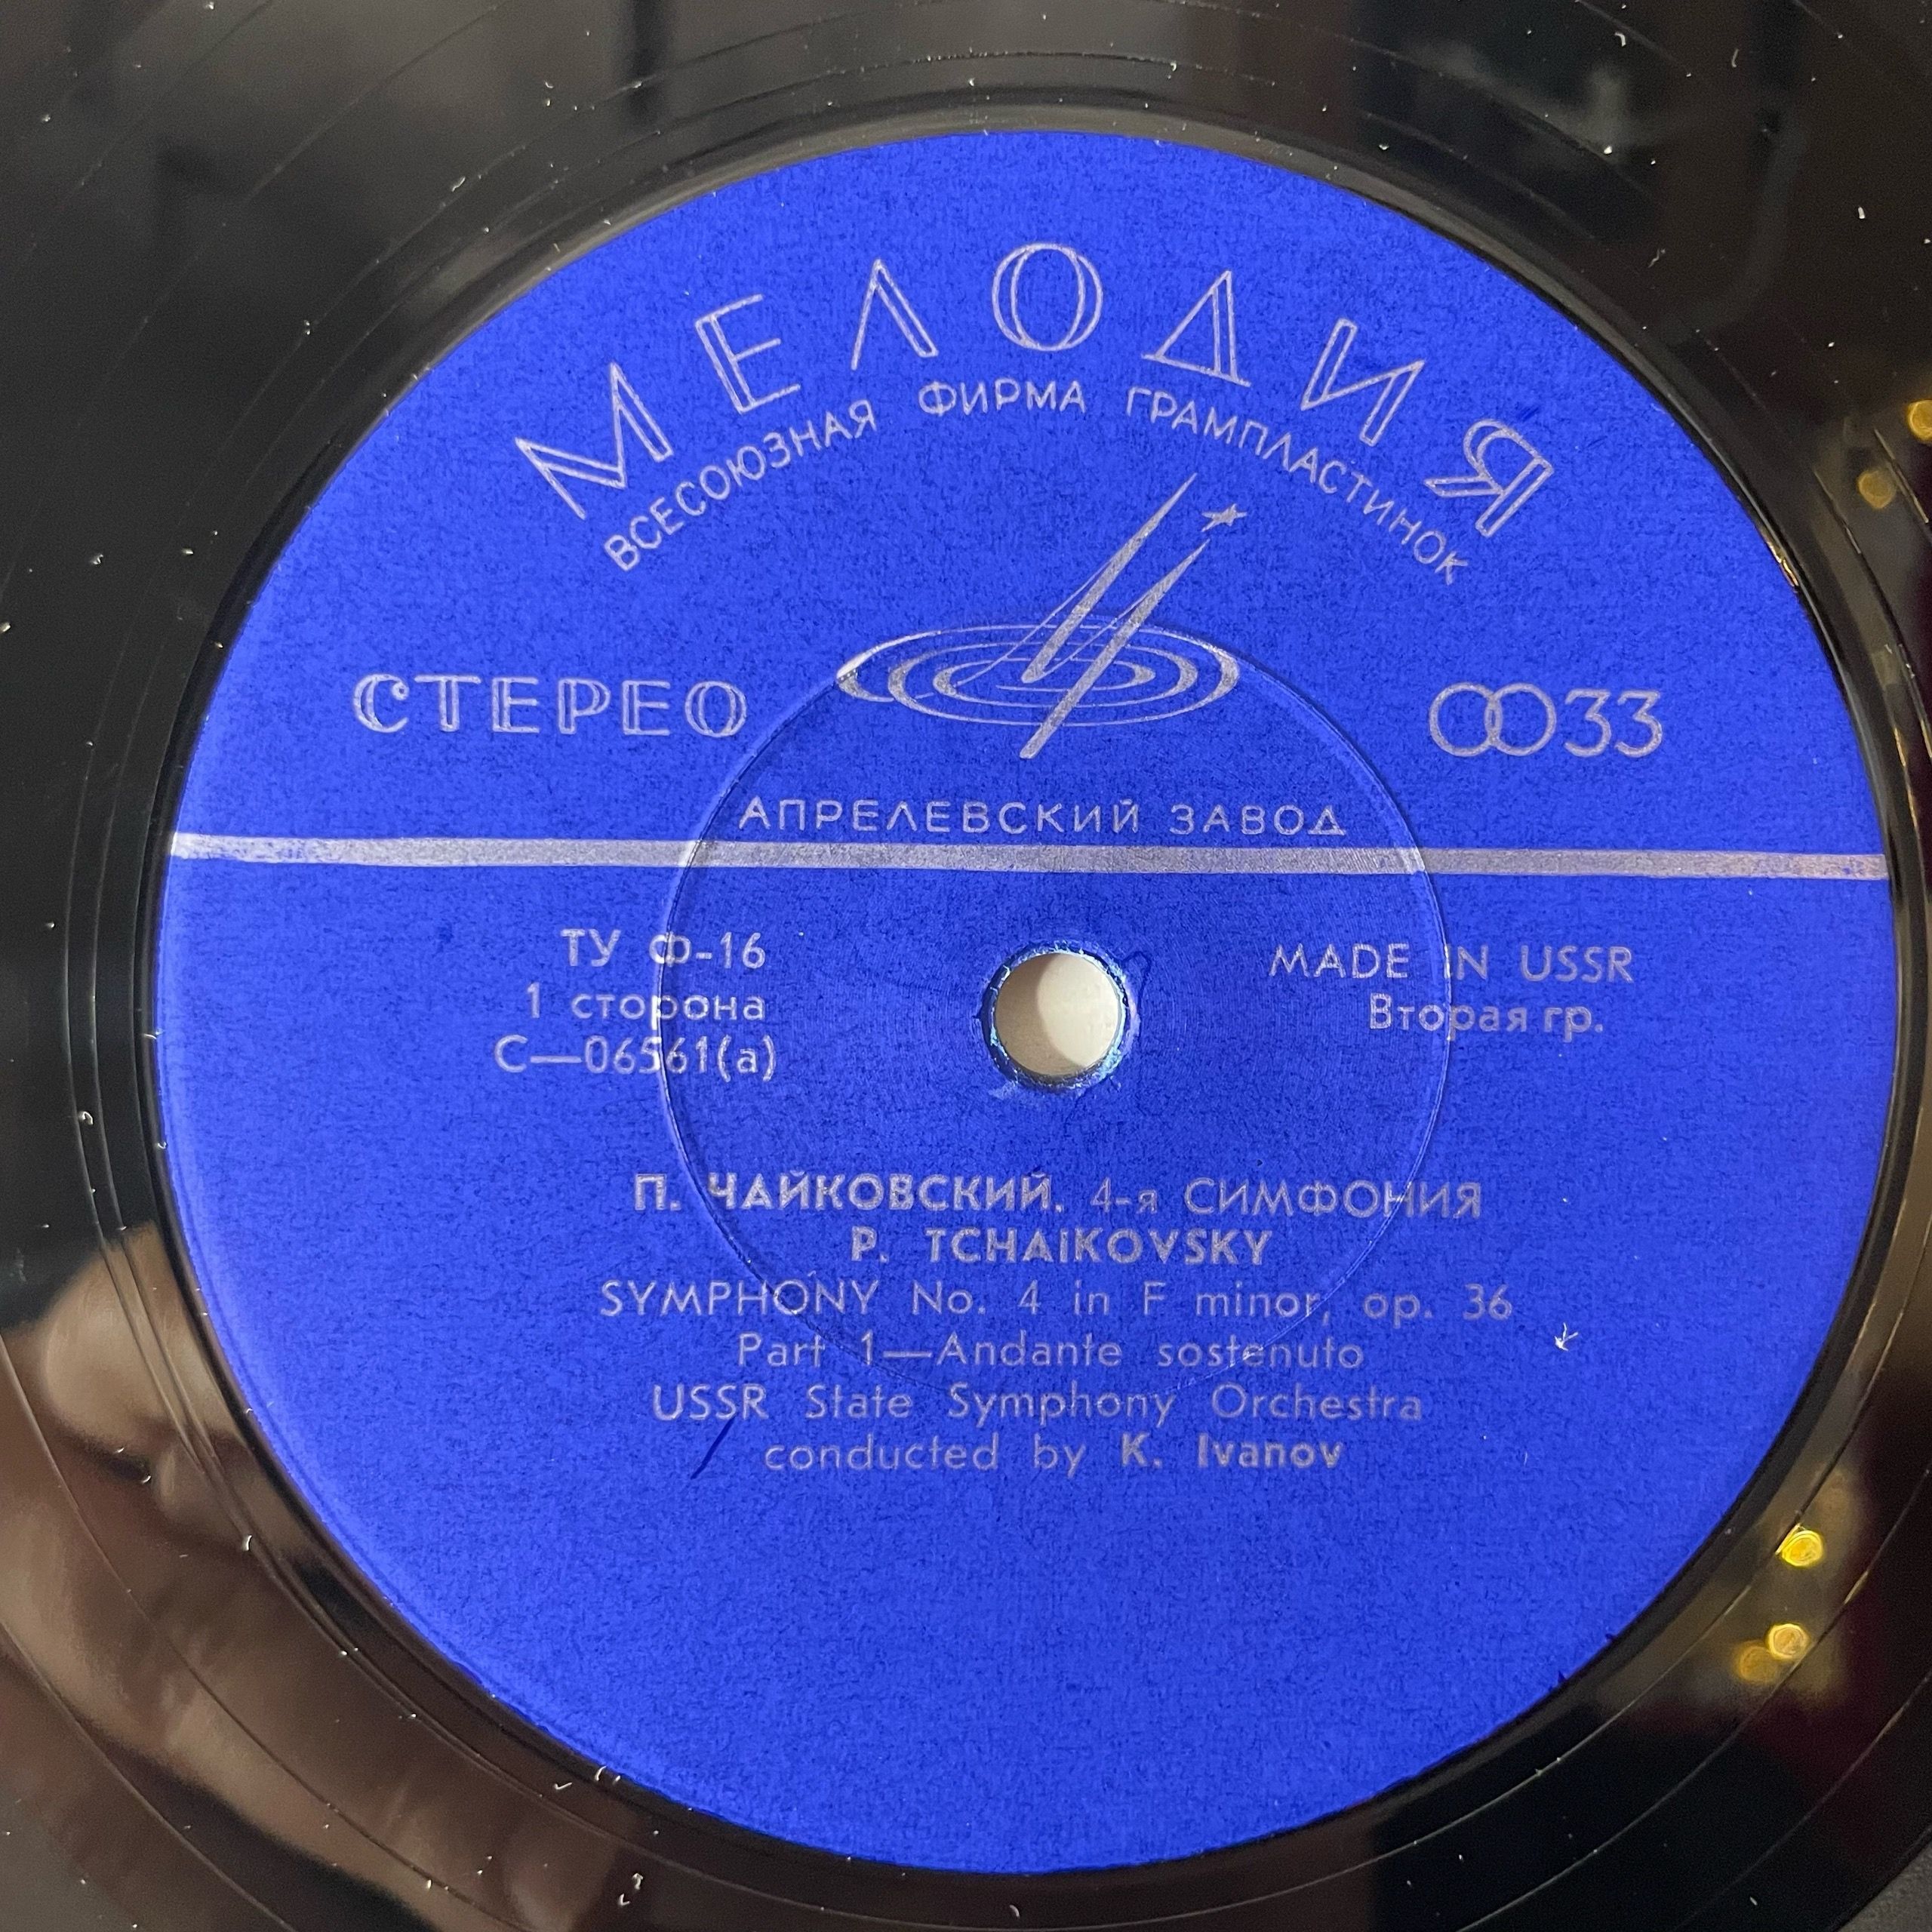 МЕЛОДИЯ
ВСЕСОЮЗНАЯ ФИРМА ГРАМПЛАСТИНОК
СТЕРЕО
33
АПРЕЛЕВСКИЙ ЗАВОД
ТУ Ф-16
1 сторона
С—06561(а)
MADE IN USSR
Вторая гр.
П. ЧАЙКОВСКИЙ. 4-я СИМФОНИЯ
P. TCHAIKOVSKY
SYMPHONY No. 4 in F minor, op. 36
Part 1—Andante sostenuto
USSR State Symphony Orchestra
conducted by K. Ivanov